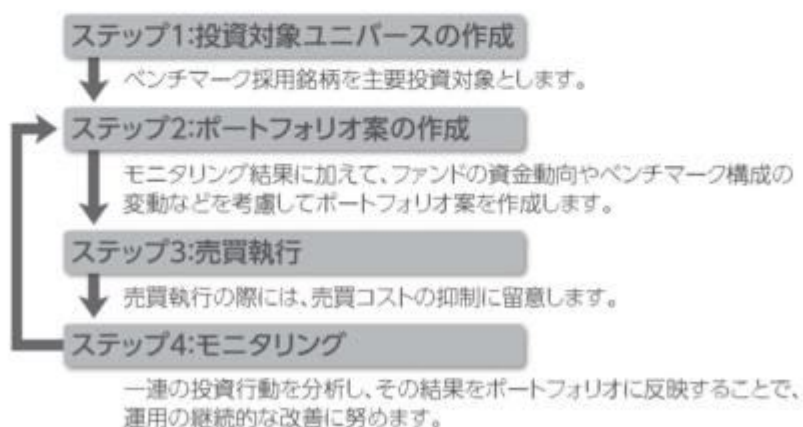 ステップ1:投資対象ユニバースの作成
ベンチマーク採用銘柄を主要投資対象とします。
ステップ2:ポートフォリオ案の作成
モニタリング結果に加えて、ファンドの資金動向やベンチマーク構成の
変動などを考慮してポートフォリオ案を作成します。
ステップ3:売買執行
売買執行の際には、売買コストの抑制に留意します。
ステップ4:モニタリング
一連の投資行動を分析し、その結果をポートフォリオに反映することで、
運用の継続的な改善に努めます。